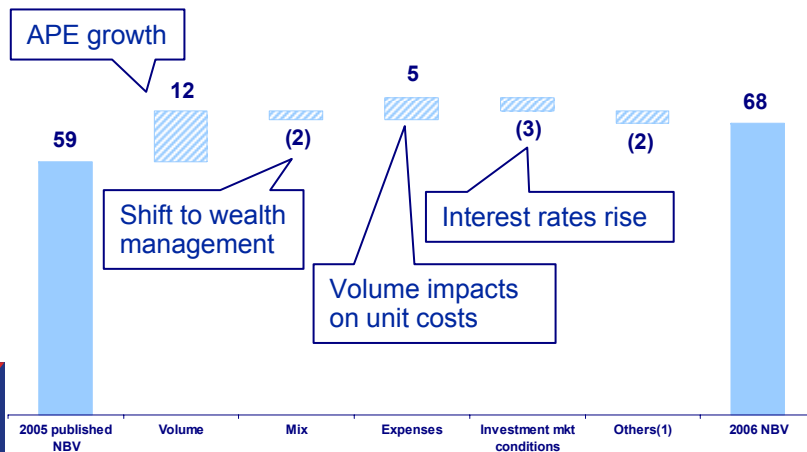 APE growth
59
12
(2)
5
(3)
(2)
68
Shift to wealth
management
Volume impacts
on unit costs
Interest rates rise
2005 published
NBV
Volume
Mix
Expenses
Investment mkt
conditions
Others(1)
2006 NBV